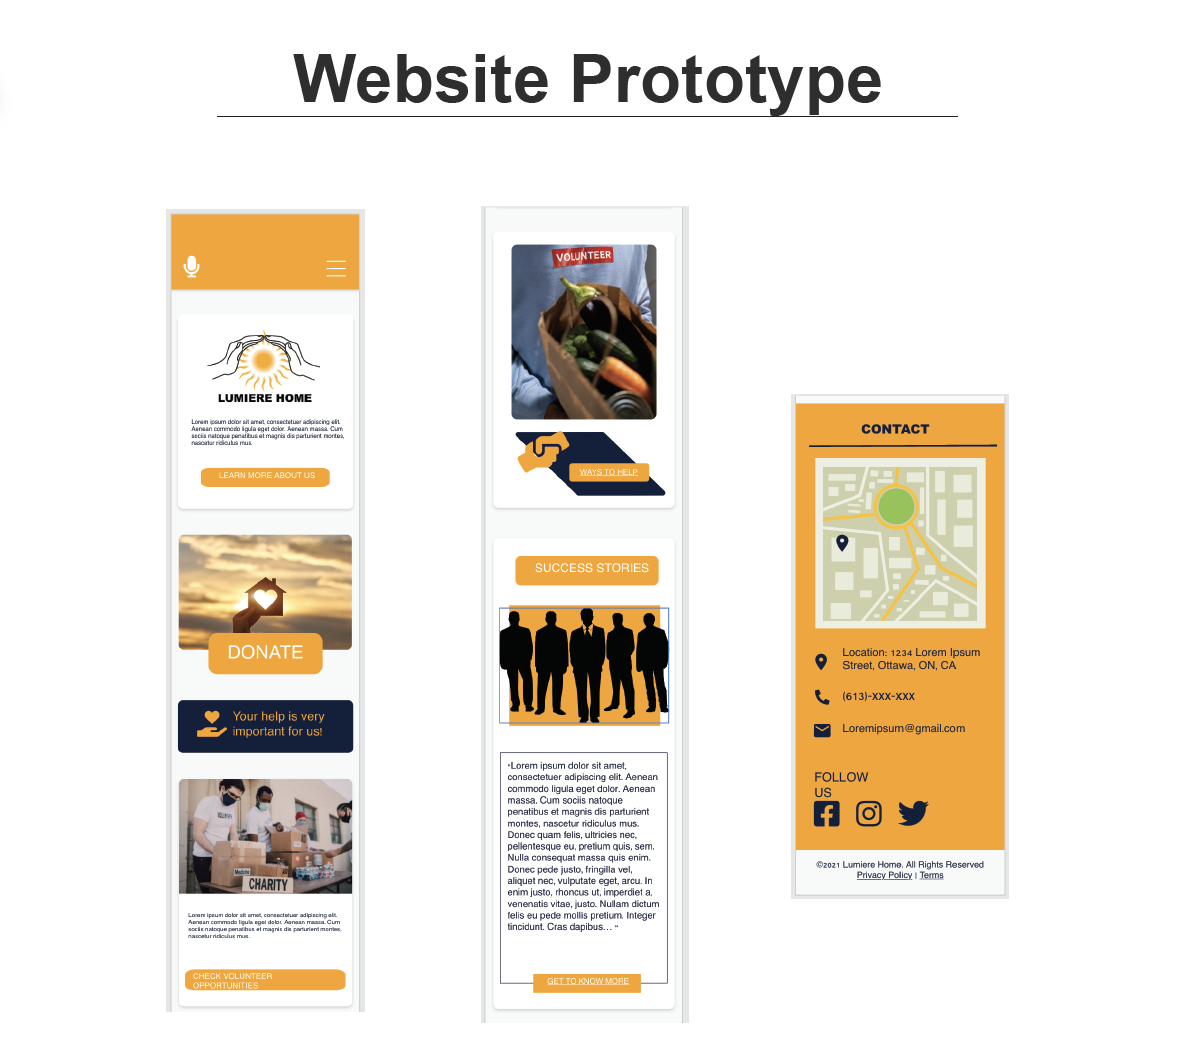 Website Prototype
LUMIERE HOME
Lorem ipsum dolor sit amet, consectetuer adipiscing elit.
Aenean commodo ligula eget dolor. Aenean massa. Cum
sociis natoque penatibus et magnis dis parturient montes,
nascetur ridiculus mus.
LEARN MORE ABOUT US
DONATE
Your help is very
important for us!
VOLUNTEER
Medicine
CHARITY
Lorem ipsum dolor sit amet, consectetuer adipiscing elit.
Aenean commodo ligula eget dolor. Aenean massa. Cum
sociis natoque penatibus et magnis dis parturient montes,
nascetur ridiculus mus.
CHECK VOLUNTEER
OPPORTUNITIES
VOLUNTEER
WAYS TO HELP
SUCCESS STORIES
"Lorem ipsum dolor sit amet,
consectetuer adipiscing elit. Aenean
commodo ligula eget dolor. Aenean
massa. Cum sociis natoque
penatibus et magnis dis parturient
montes, nascetur ridiculus mus.
Donec quam felis, ultricies nec,
pellentesque eu, pretium quis, sem.
Nulla consequat massa quis enim.
Donec pede justo, fringilla vel,
aliquet nec, vulputate eget, arcu. In
enim justo, rhoncus ut, imperdiet a,
venenatis vitae, justo. Nullam dictum
felis eu pede mollis pretium. Integer
tincidunt. Cras dapibus... "
GET TO KNOW MORE
CONTACT
Location: 1234 Lorem Ipsum
Street, Ottawa, ON, CA
(613)-XXX-XXX
Loremipsum@gmail.com
FOLLOW
US
©2021 Lumiere Home. All Rights Reserved
Privacy Policy | Terms